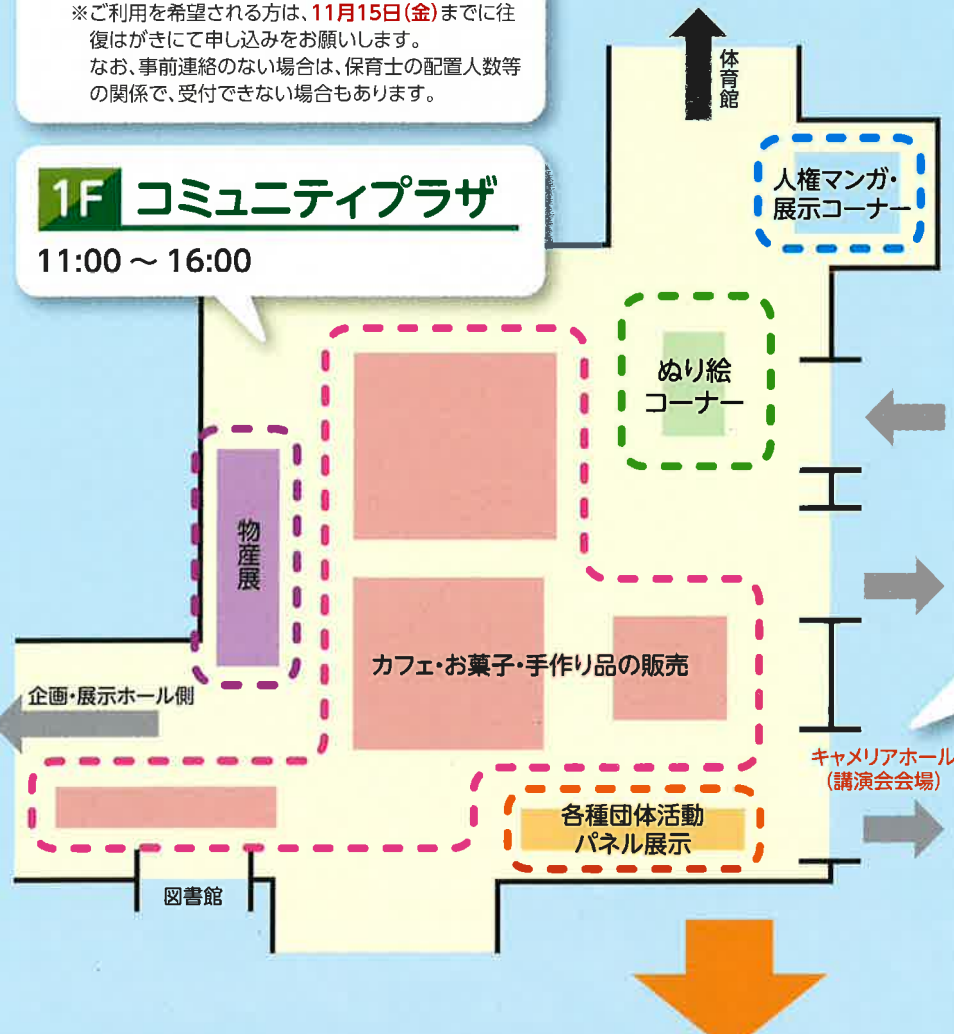 ※ご利用を希望される方は、11月15日(金)までに往
復はがきにて申し込みをお願いします。
なお、事前連絡のない場合は、保育士の配置人数等
の関係で、受付できない場合もあります。
体育館
1F コミュニティプラザ
11:00 ～ 16:00
人権マンガ・
展示コーナー
ぬり絵
コーナー
物産展
カフェ・お菓子・手作り品の販売
企画・展示ホール側
キャメリアホール
(講演会会場)
各種団体活動
パネル展示
図書館